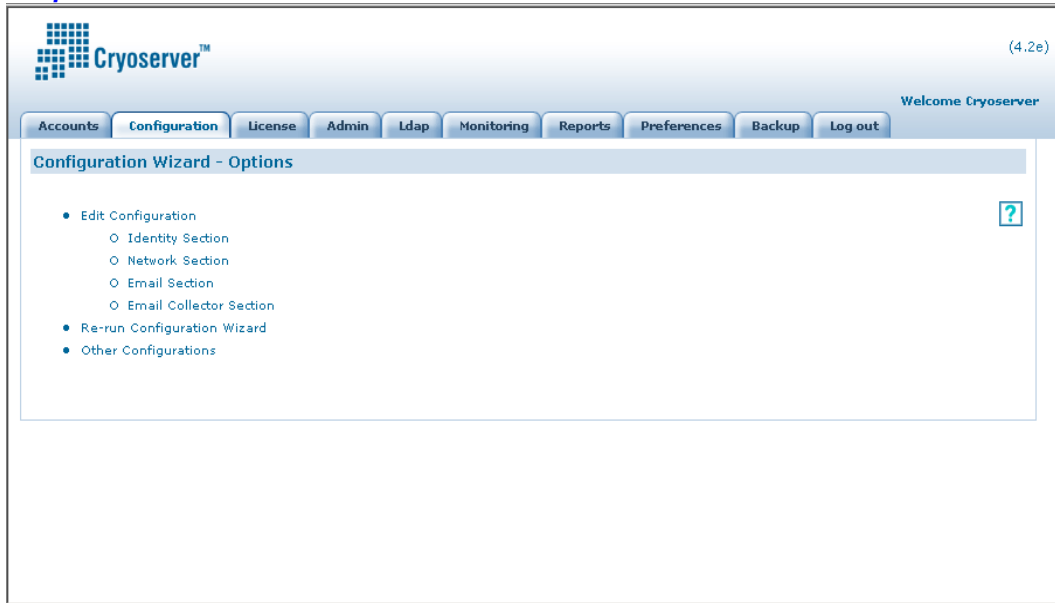 Cryoserver™
(4.2e)
Welcome Cryoserver
Accounts Configuration License Admin Ldap Monitoring Reports Preferences Backup Log out
Configuration Wizard - Options
• Edit Configuration
?
o Identity Section
o Network Section
o Email Section
o Email Collector Section
• Re-run Configuration Wizard
• Other Configurations